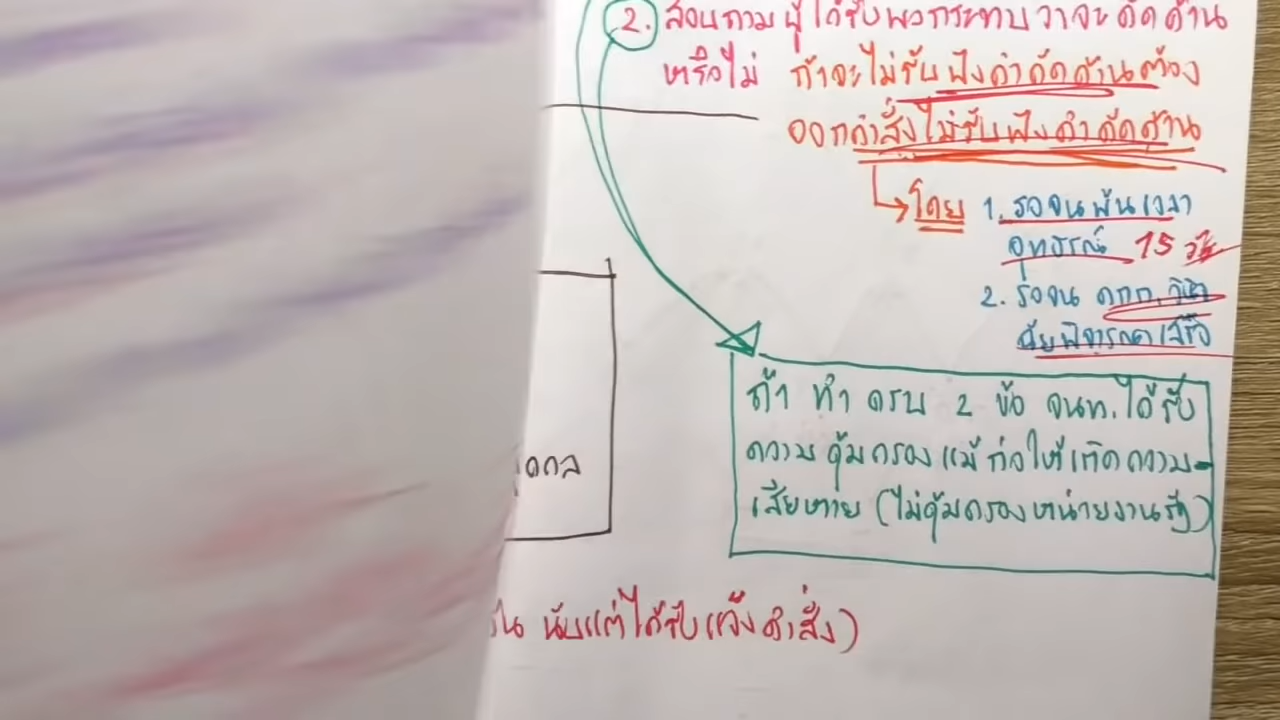 2. สอบถามผู้ได้รับผลกระทบว่าจะคัดค้าน
หรือไม่ ถ้าจะไม่รับฟังคำคัดค้านต้อง
ออกคำสั่งไม่รับฟังคำคัดค้าน
โดย 1. รอจนพ้นเวลา
อุทธรณ์ 15 วัน
2. รอจน คกก. วินิจ
ฉัยพิจารณาเสร็จ
ถ้า ทำ ครบ 2 ข้อ จนท. ได้รับ
ความคุ้มครองแม้ก่อให้เกิดความ
เสียหาย (ไม่คุ้มครองหน่วยงานรัฐ)
นับแต่ได้รับแจ้งคำสั่ง)